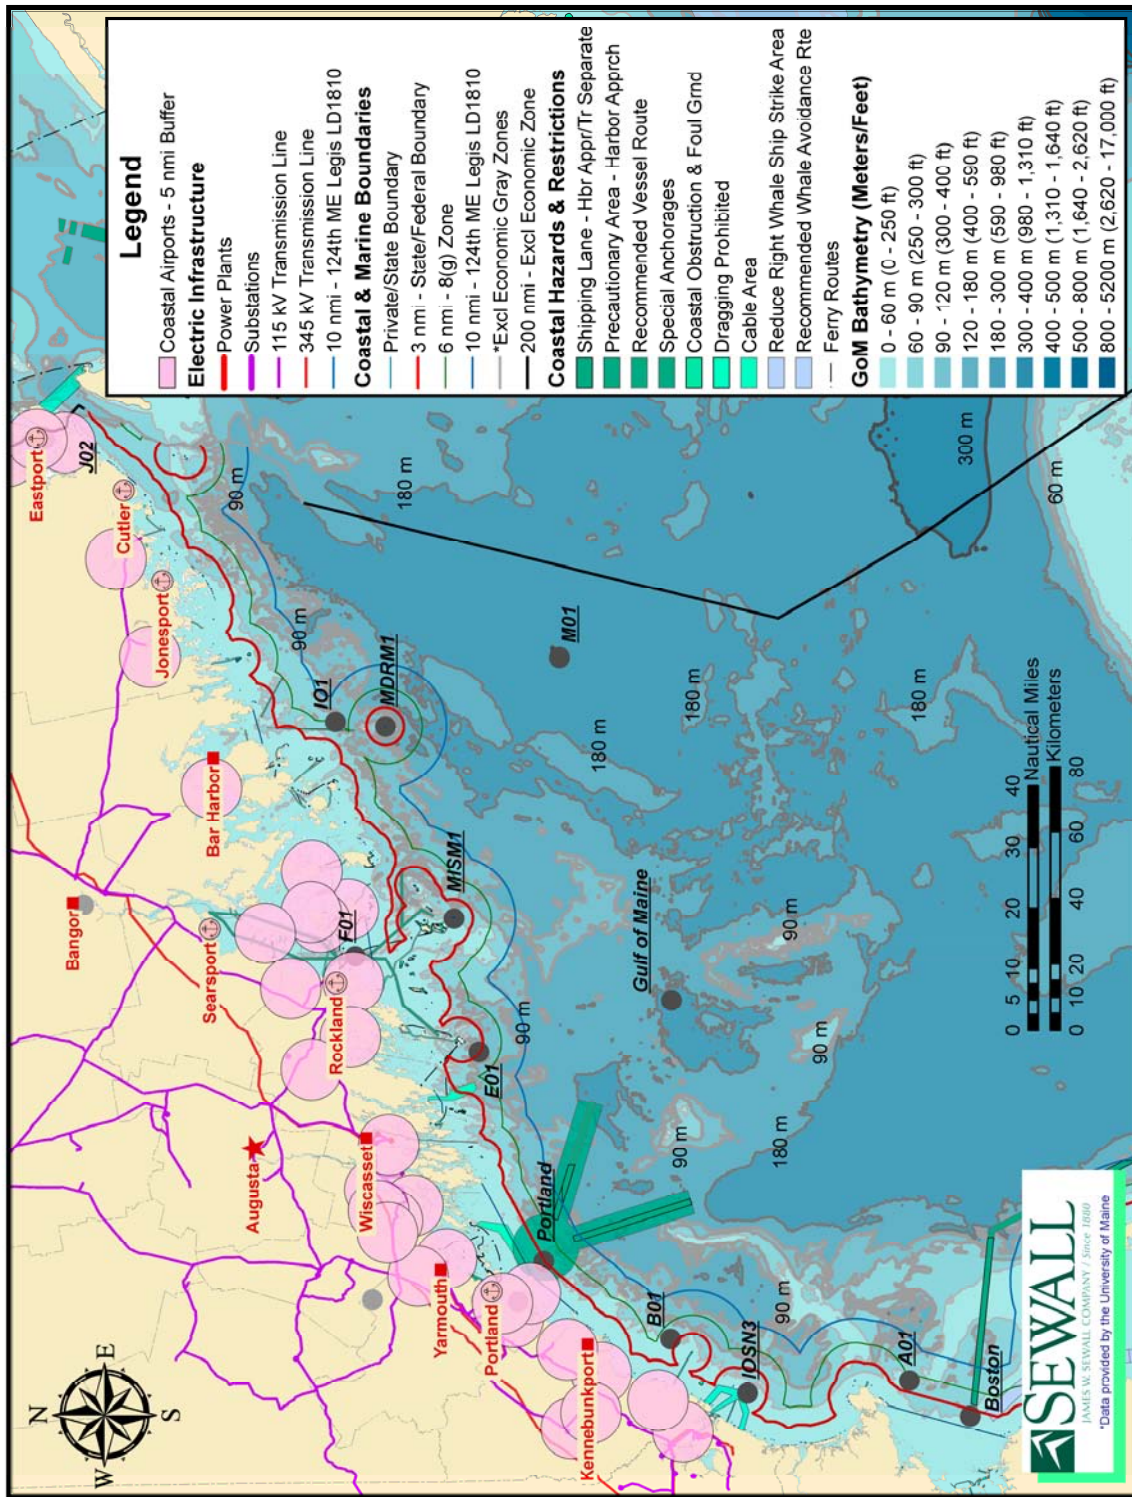 Legend
Coastal Airports - 5 nmi Buffer
Electric Infrastructure
Power Plants
Substations
115 kV Transmission Line
345 kV Transmission Line
10 nmi - 124th ME Legis LD1810
Coastal & Marine Boundaries
Private/State Boundary
3 nmi - State/Federal Boundary
6 nmi - 8(g) Zone
10 nmi - 124th ME Legis LD1810
*Excl Economic Gray Zones
200 nmi - Excl Economic Zone
Coastal Hazards & Restrictions
Shipping Lane - Hbr Appr/Tr Separate
Precautionary Area - Harbor Apprch
Recommended Vessel Route
Special Anchorages
Coastal Obstruction & Foul Grnd
Dragging Prohibited
Cable Area
Reduce Right Whale Ship Strike Area
Recommended Whale Avoidance Rte
Ferry Routes
GoM Bathymetry (Meters/Feet)
0 - 60 m (0 - 250 ft)
60 - 90 m (250 - 300 ft)
90 - 120 m (300 - 400 ft)
120 - 180 m (400 - 590 ft)
180 - 300 m (590 - 980 ft)
300 - 400 m (980 - 1,310 ft)
400 - 500 m (1,310 - 1,640 ft)
500 - 800 m (1,640 - 2,620 ft)
800 - 5200 m (2,620 - 17,000 ft)
N
W
E
S
Eastport
J02
Cutler
Jonesport
Bar Harbor
Bangor
Searsport
F01
Rockland
Augusta
Wiscasset
Yarmouth
Portland
Kennebunkport
IO1
MDRM1
M01
MISM1
E01
Gulf of Maine
Portland
B01
IOSN3
A01
Boston
90 m
180 m
90 m
180 m
180 m
180 m
300 m
60 m
90 m
90 m
90 m
90 m
180 m
90 m
0 5 10 20 30 40
Nautical Miles
Kilometers
0 10 20 40 60 80
SEWALL
JAMES W. SEWALL COMPANY / Since 1880
*Data provided by the University of Maine